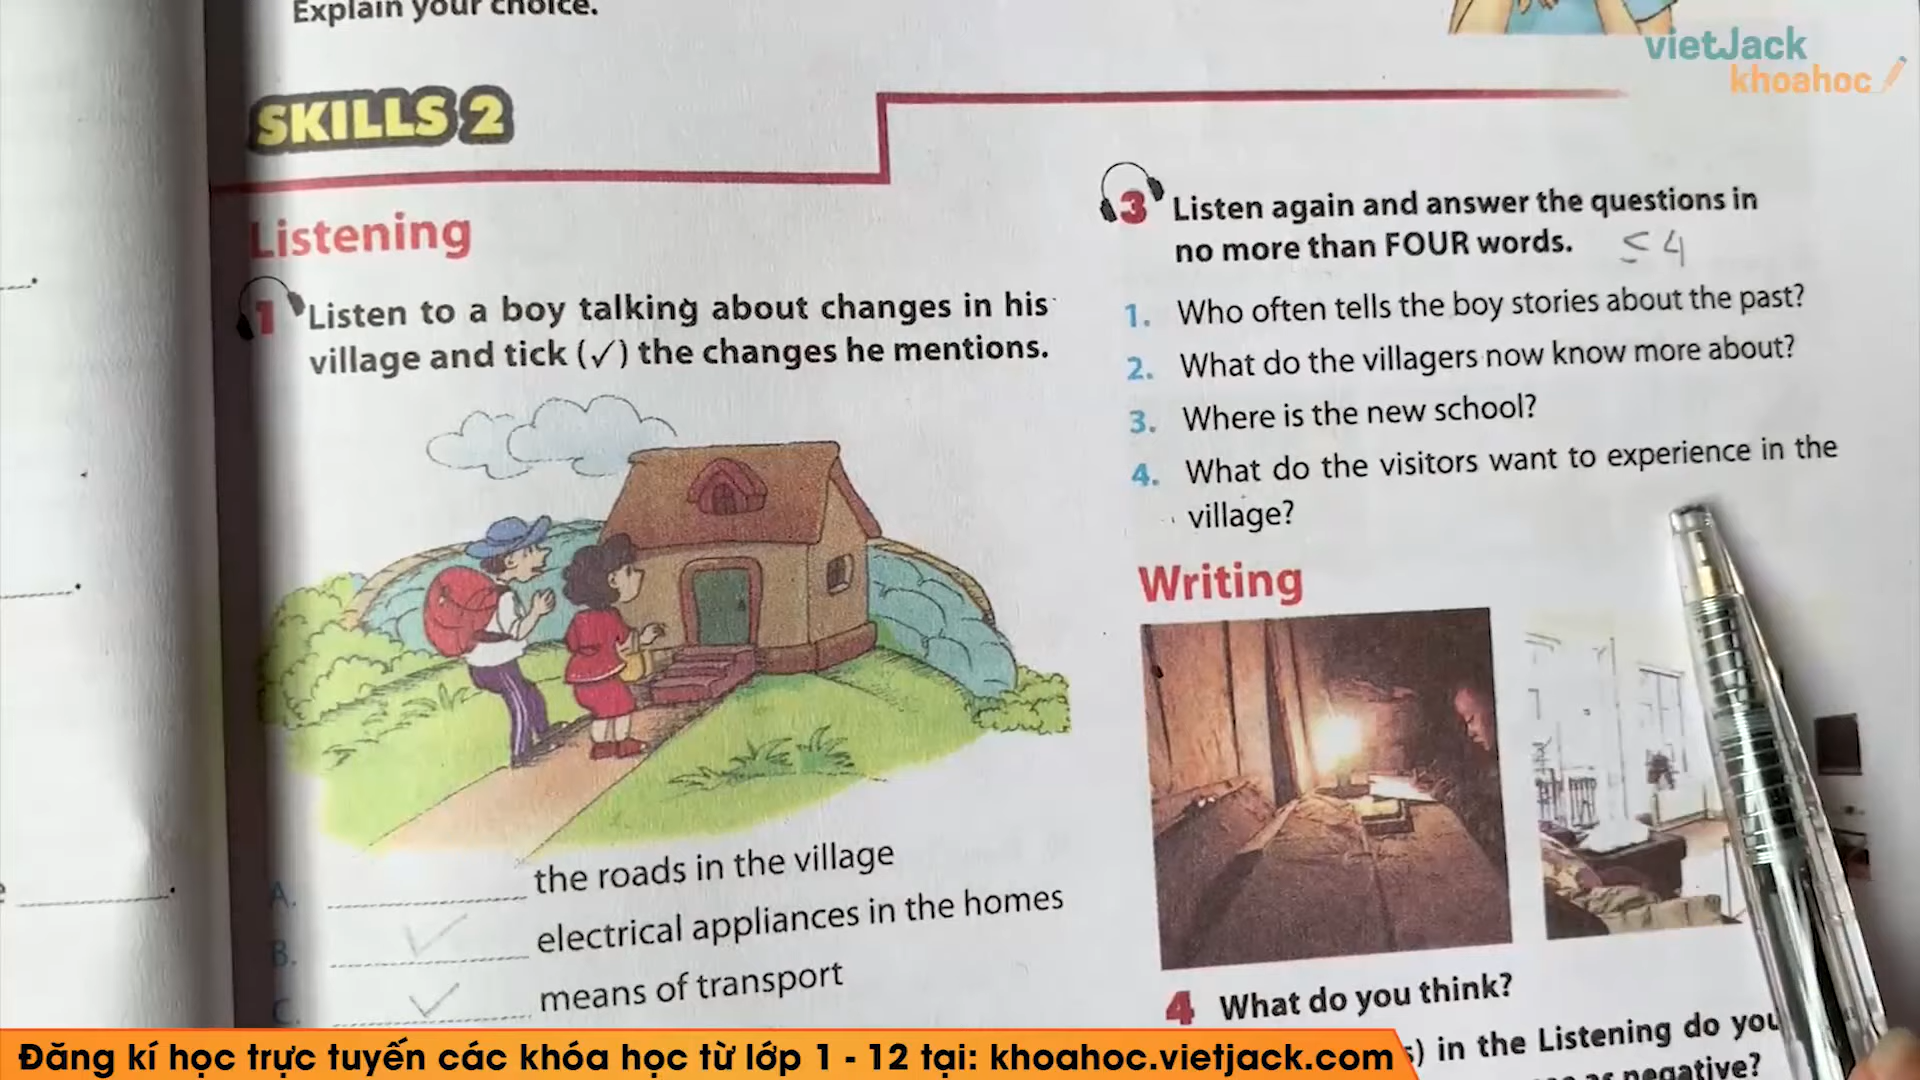 Explain your choice.
vietJack
khoahoc
SKILLS 2
Listening
1 Listen to a boy talking about changes in his
village and tick (✓) the changes he mentions.
A. ____ the roads in the village
B. ____ ✓ electrical appliances in the homes
C. ____ ✓ means of transport
3 Listen again and answer the questions in
no more than FOUR words. ≤ 4
1. Who often tells the boy stories about the past?
2. What do the villagers now know more about?
3. Where is the new school?
4. What do the visitors want to experience in the
village?
Writing
4 What do you think?
in the Listening do you
negative?
Đăng kí học trực tuyến các khóa học từ lớp 1 - 12 tại: khoahoc.vietjack.com